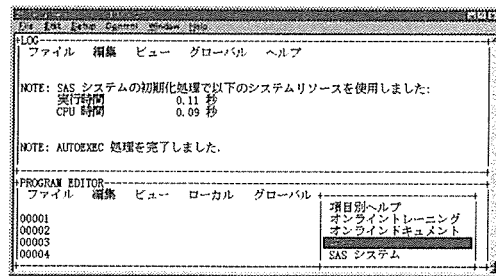 File Edit Setup Control Window Help
+LOG
ファイル 編集 ビュー グローバル ヘルプ
NOTE: SAS システムの初期化処理で以下のシステムリソースを使用しました:
実行時間 0.11 秒
CPU 時間 0.09 秒
NOTE: AUTOEXEC 処理を完了しました.
+PROGRAM EDITOR
ファイル 編集 ビュー ローカル グローバル
項目別ヘルプ
オンライントレーニング
オンラインドキュメント
SAS システム
00001
00002
00003
00004